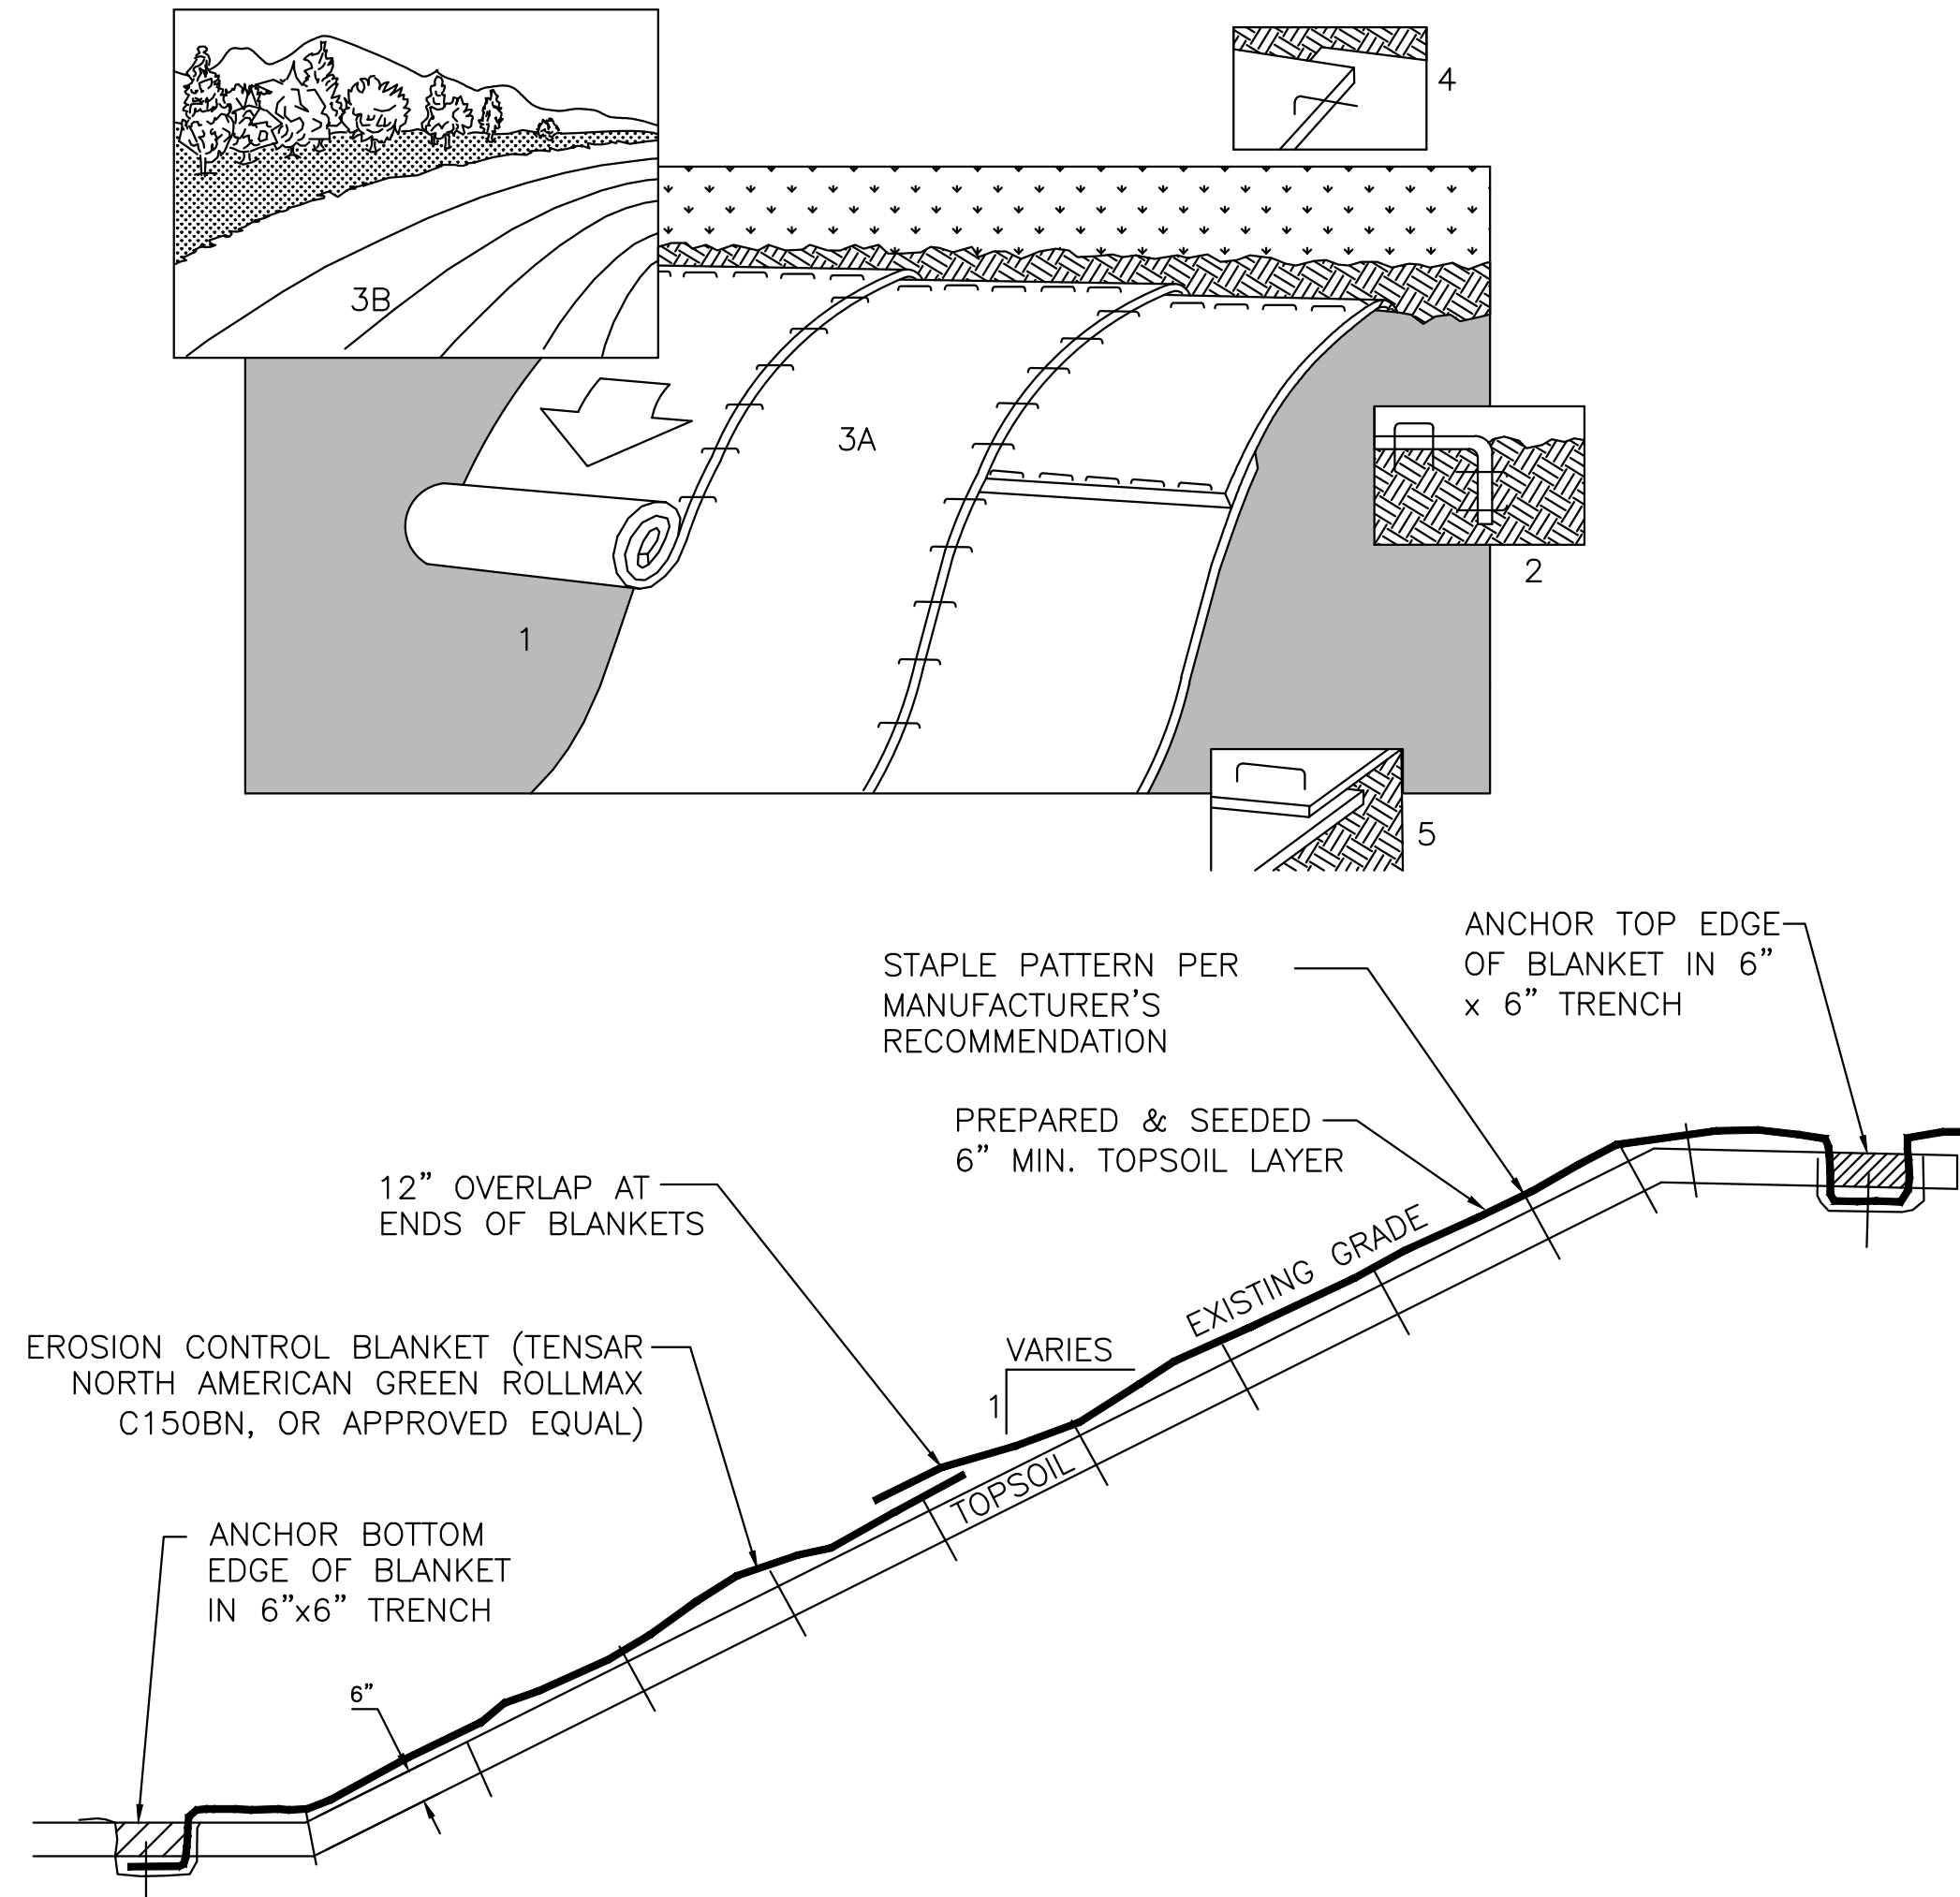 4
3B
3A
2
1
5
ANCHOR TOP EDGE
OF BLANKET IN 6”
x 6” TRENCH
STAPLE PATTERN PER
MANUFACTURER’S
RECOMMENDATION
PREPARED & SEEDED
6” MIN. TOPSOIL LAYER
12” OVERLAP AT
ENDS OF BLANKETS
EXISTING GRADE
VARIES
1
EROSION CONTROL BLANKET (TENSAR
NORTH AMERICAN GREEN ROLLMAX
C150BN, OR APPROVED EQUAL)
TOPSOIL
ANCHOR BOTTOM
EDGE OF BLANKET
IN 6”x6” TRENCH
6”